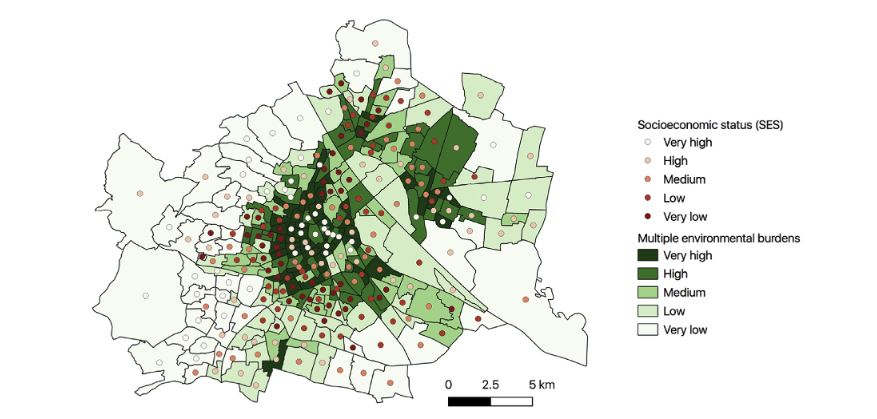 Socioeconomic status (SES)
Very high
High
Medium
Low
Very low
Multiple environmental burdens
Very high
High
Medium
Low
Very low
0 2.5 5 km